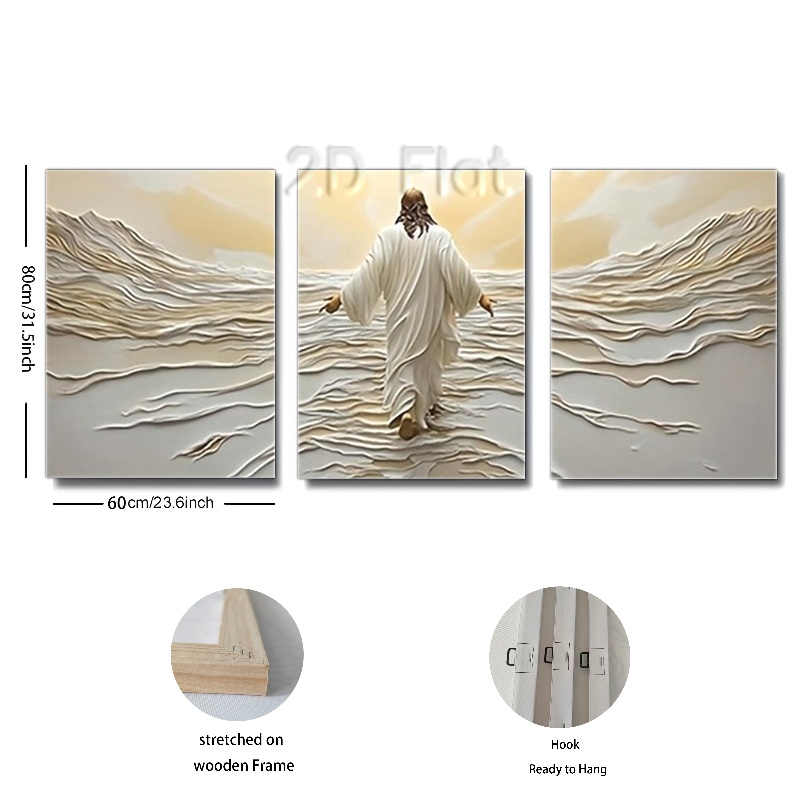 2D Flat
80cm/31.5inch
60cm/23.6inch
stretched on
wooden Frame
Hook
Ready to Hang